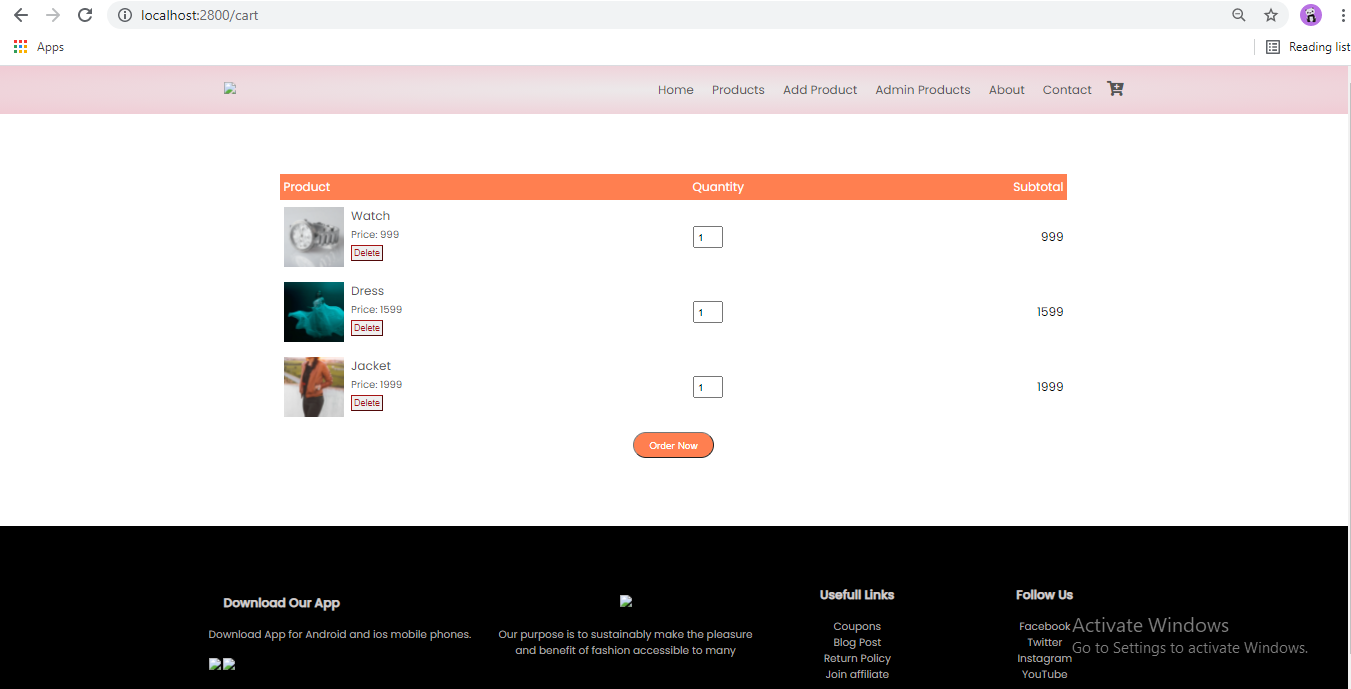 localhost:2800/cart
Apps
Reading list
Home Products Add Product Admin Products About Contact
Product Quantity Subtotal
Watch
Price: 999
Delete
1
999
Dress
Price: 1599
Delete
1
1599
Jacket
Price: 1999
Delete
1
1999
Order Now
Download Our App
Download App for Android and ios mobile phones.
Our purpose is to sustainably make the pleasure
and benefit of fashion accessible to many
Usefull Links
Coupons
Blog Post
Return Policy
Join affiliate
Follow Us
Facebook
Twitter
Instagram
YouTube
Activate Windows
Go to Settings to activate Windows.